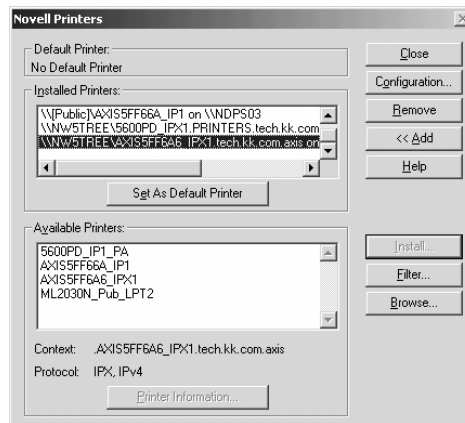 Novell Printers
Default Printer:
No Default Printer
Installed Printers:
\\[Public]\AXIS5FF66A_IP1 on \\NDPS03
\\NW5TREE\5600PD_IPX1.PRINTERS.tech.kk.com
\\NW5TREE\AXIS5FF6A6_IPX1.tech.kk.com.axis on
Set As Default Printer
Available Printers:
5600PD_IP1_PA
AXIS5FF66A_IP1
AXIS5FF6A6_IPX1
ML2030N_Pub_LPT2
Context: .AXIS5FF6A6_IPX1.tech.kk.com.axis
Protocol: IPX, IPv4
Printer Information...
Close
Configuration...
Remove
<< Add
Help
Install...
Filter...
Browse...